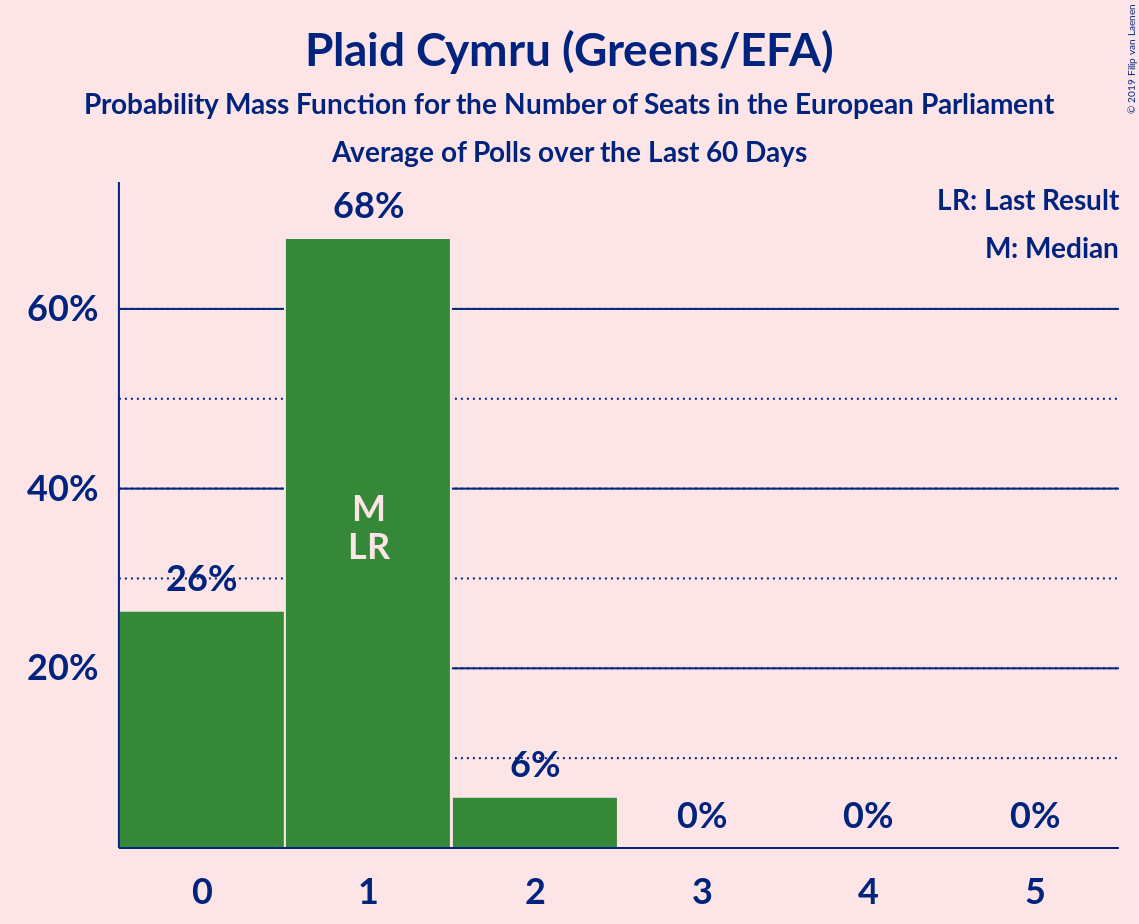 Plaid Cymru (Greens/EFA)
Probability Mass Function for the Number of Seats in the European Parliament
Average of Polls over the Last 60 Days
© 2019 Filip van Laenen
LR: Last Result
M: Median
68%
60%
40%
M
LR
26%
20%
6%
0%
0%
0%
0
1
2
3
4
5